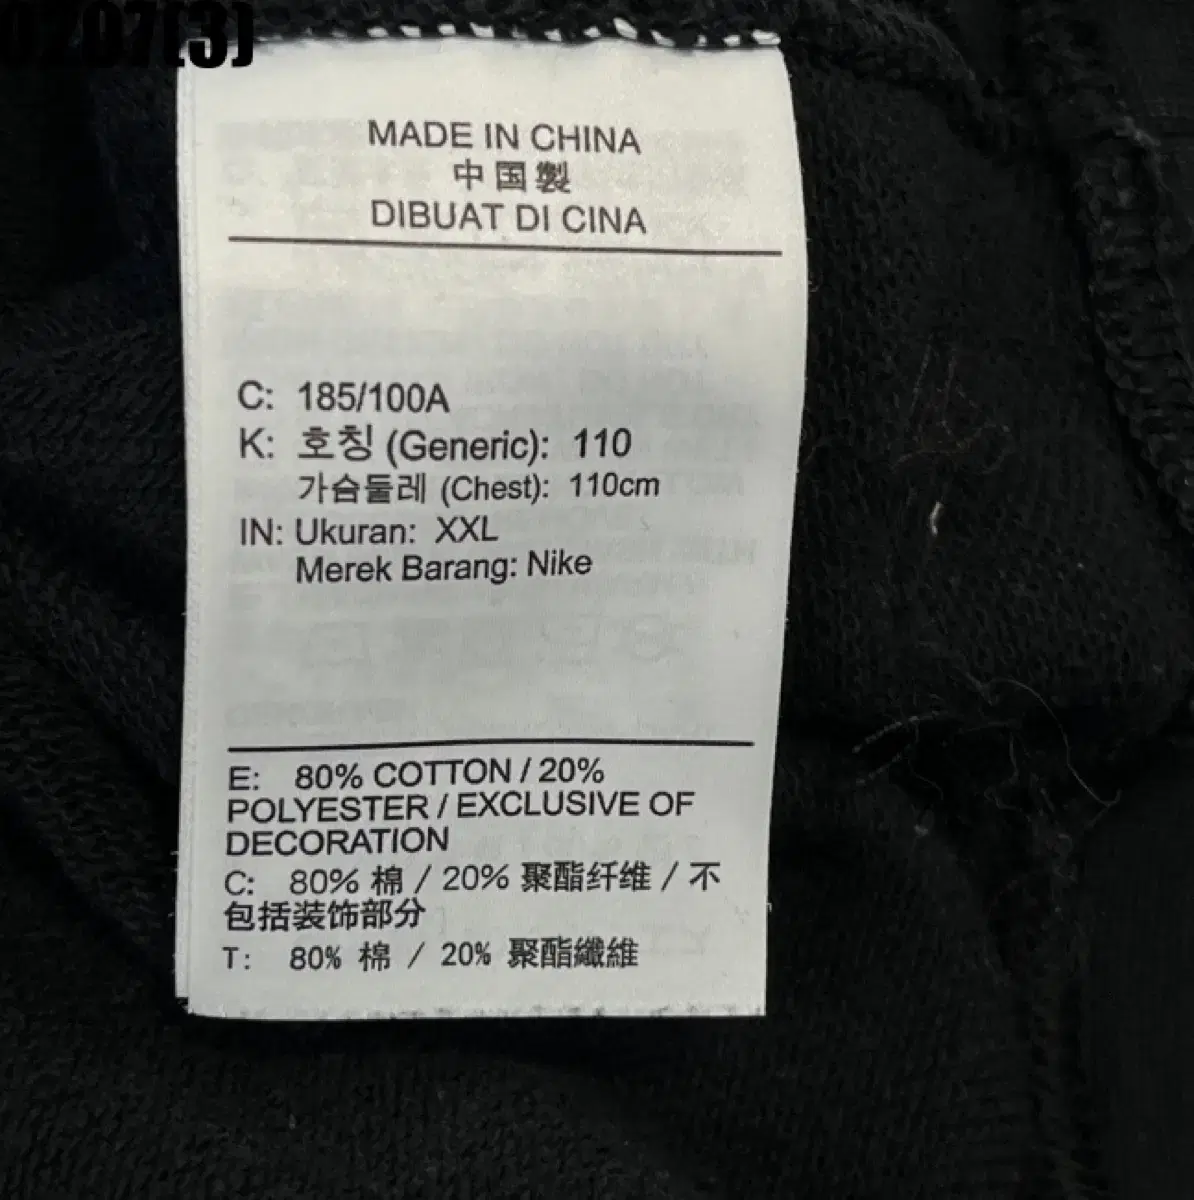 0207(3)
MADE IN CHINA
中国製
DIBUAT DI CINA
C: 185/100A
K: 호칭 (Generic): 110
가슴둘레 (Chest): 110cm
IN: Ukuran: XXL
Merek Barang: Nike
E: 80% COTTON / 20%
POLYESTER / EXCLUSIVE OF
DECORATION
C: 80% 棉 / 20% 聚酯纤维 / 不
包括装饰部分
T: 80% 棉 / 20% 聚酯纖維